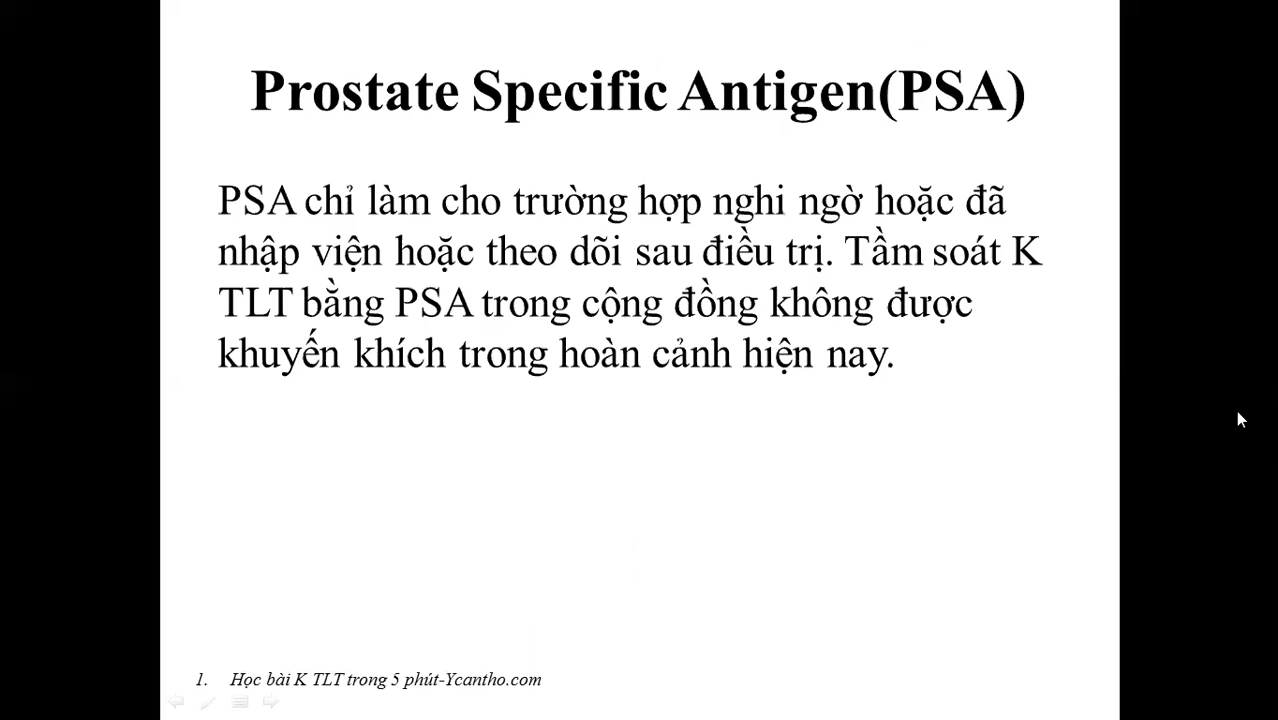 Prostate Specific Antigen(PSA)
PSA chỉ làm cho trường hợp nghi ngờ hoặc đã
nhập viện hoặc theo dõi sau điều trị. Tầm soát K
TLT bằng PSA trong cộng đồng không được
khuyến khích trong hoàn cảnh hiện nay.
1. Học bài K TLT trong 5 phút-Ycantho.com